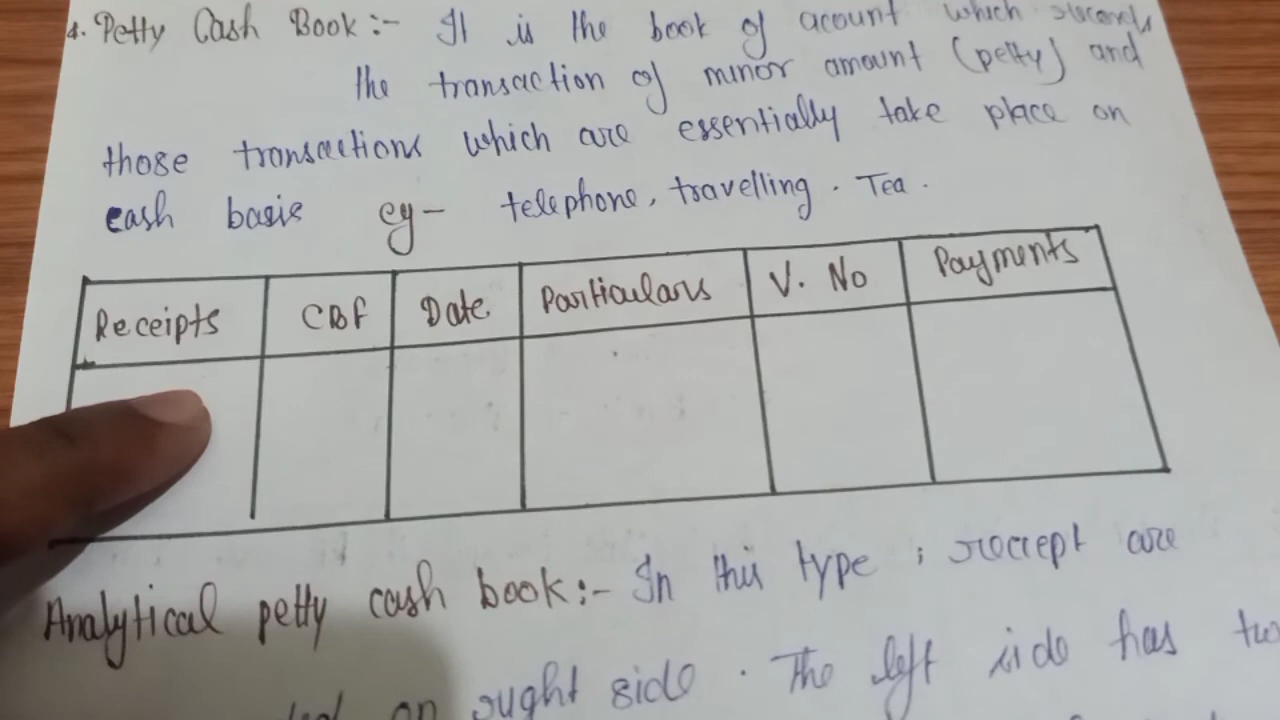 4. Petty Cash Book :- It is the book of acount which records
the transaction of minor amount (petty) and
those transactions which are essentially take place on
cash basis eg- telephone, travelling. Tea.
Receipts CBF Date Particulars V. No Payments
Analytical petty cash book :- In this type, receipt are
on right side. The left side has